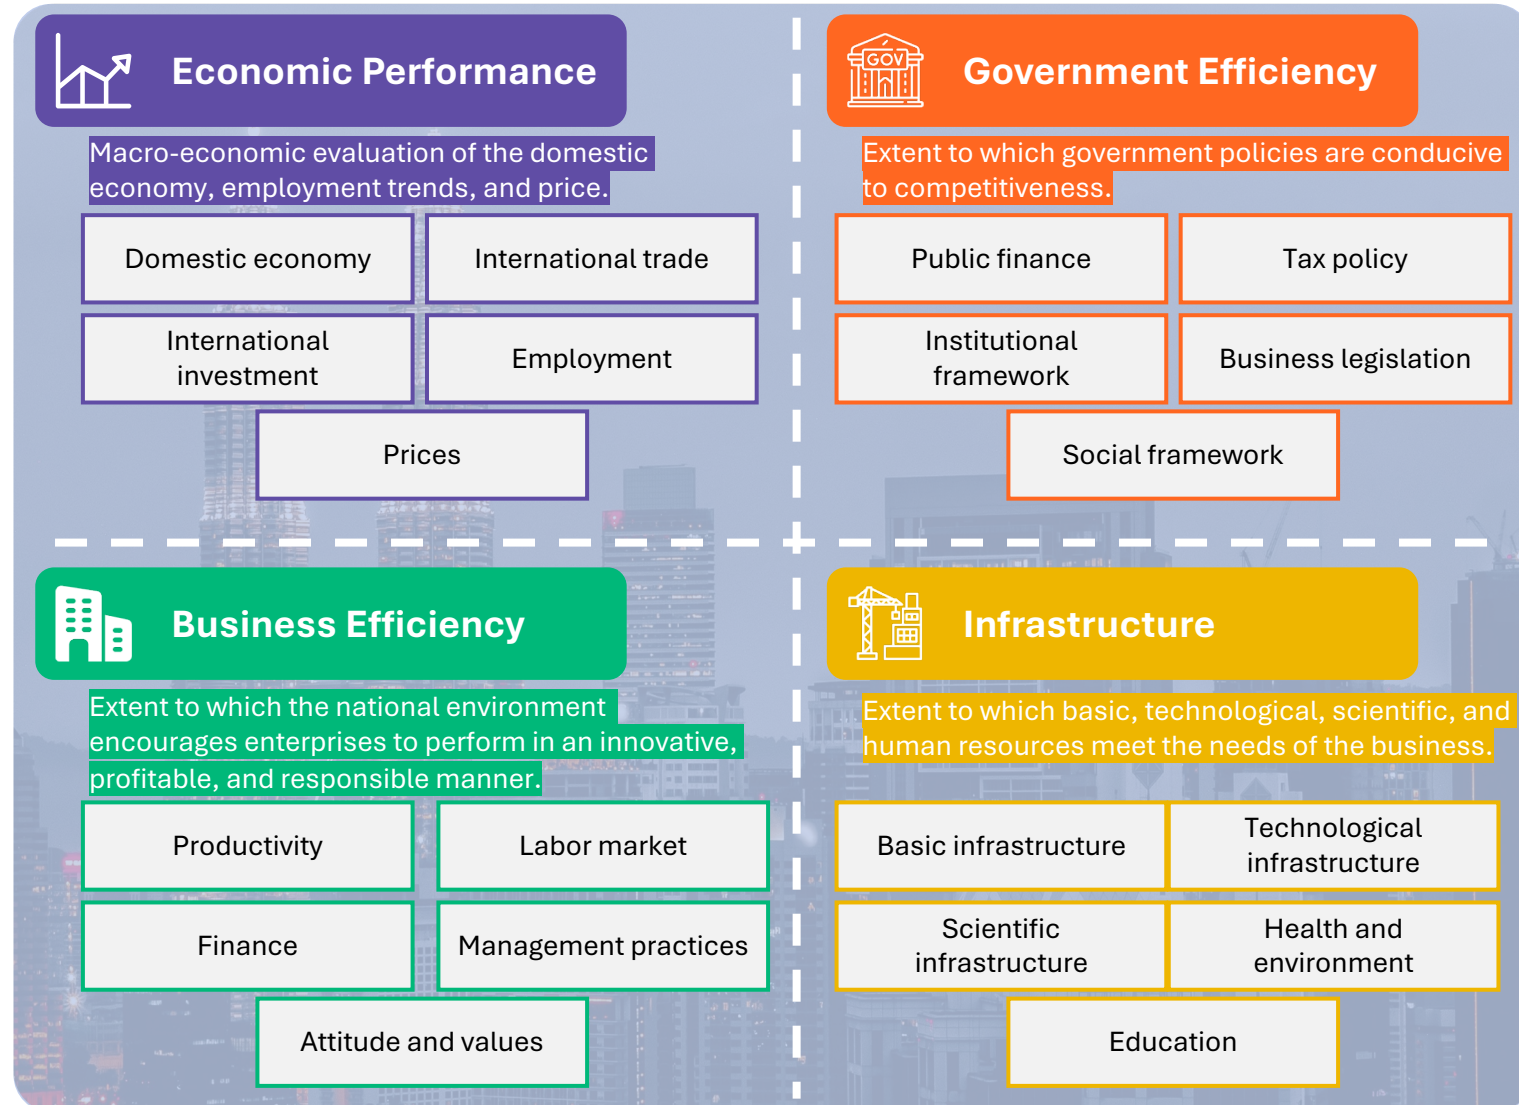 Economic Performance
Macro-economic evaluation of the domestic
economy, employment trends, and price.
Domestic economy
International trade
International
investment
Employment
Prices
GOV
Government Efficiency
Extent to which government policies are conducive
to competitiveness.
Public finance
Tax policy
Institutional
framework
Business legislation
Social framework
Business Efficiency
Extent to which the national environment
encourages enterprises to perform in an innovative,
profitable, and responsible manner.
Productivity
Labor market
Finance
Management practices
Attitude and values
Infrastructure
Extent to which basic, technological, scientific, and
human resources meet the needs of the business.
Basic infrastructure
Technological
infrastructure
Scientific
infrastructure
Health and
environment
Education